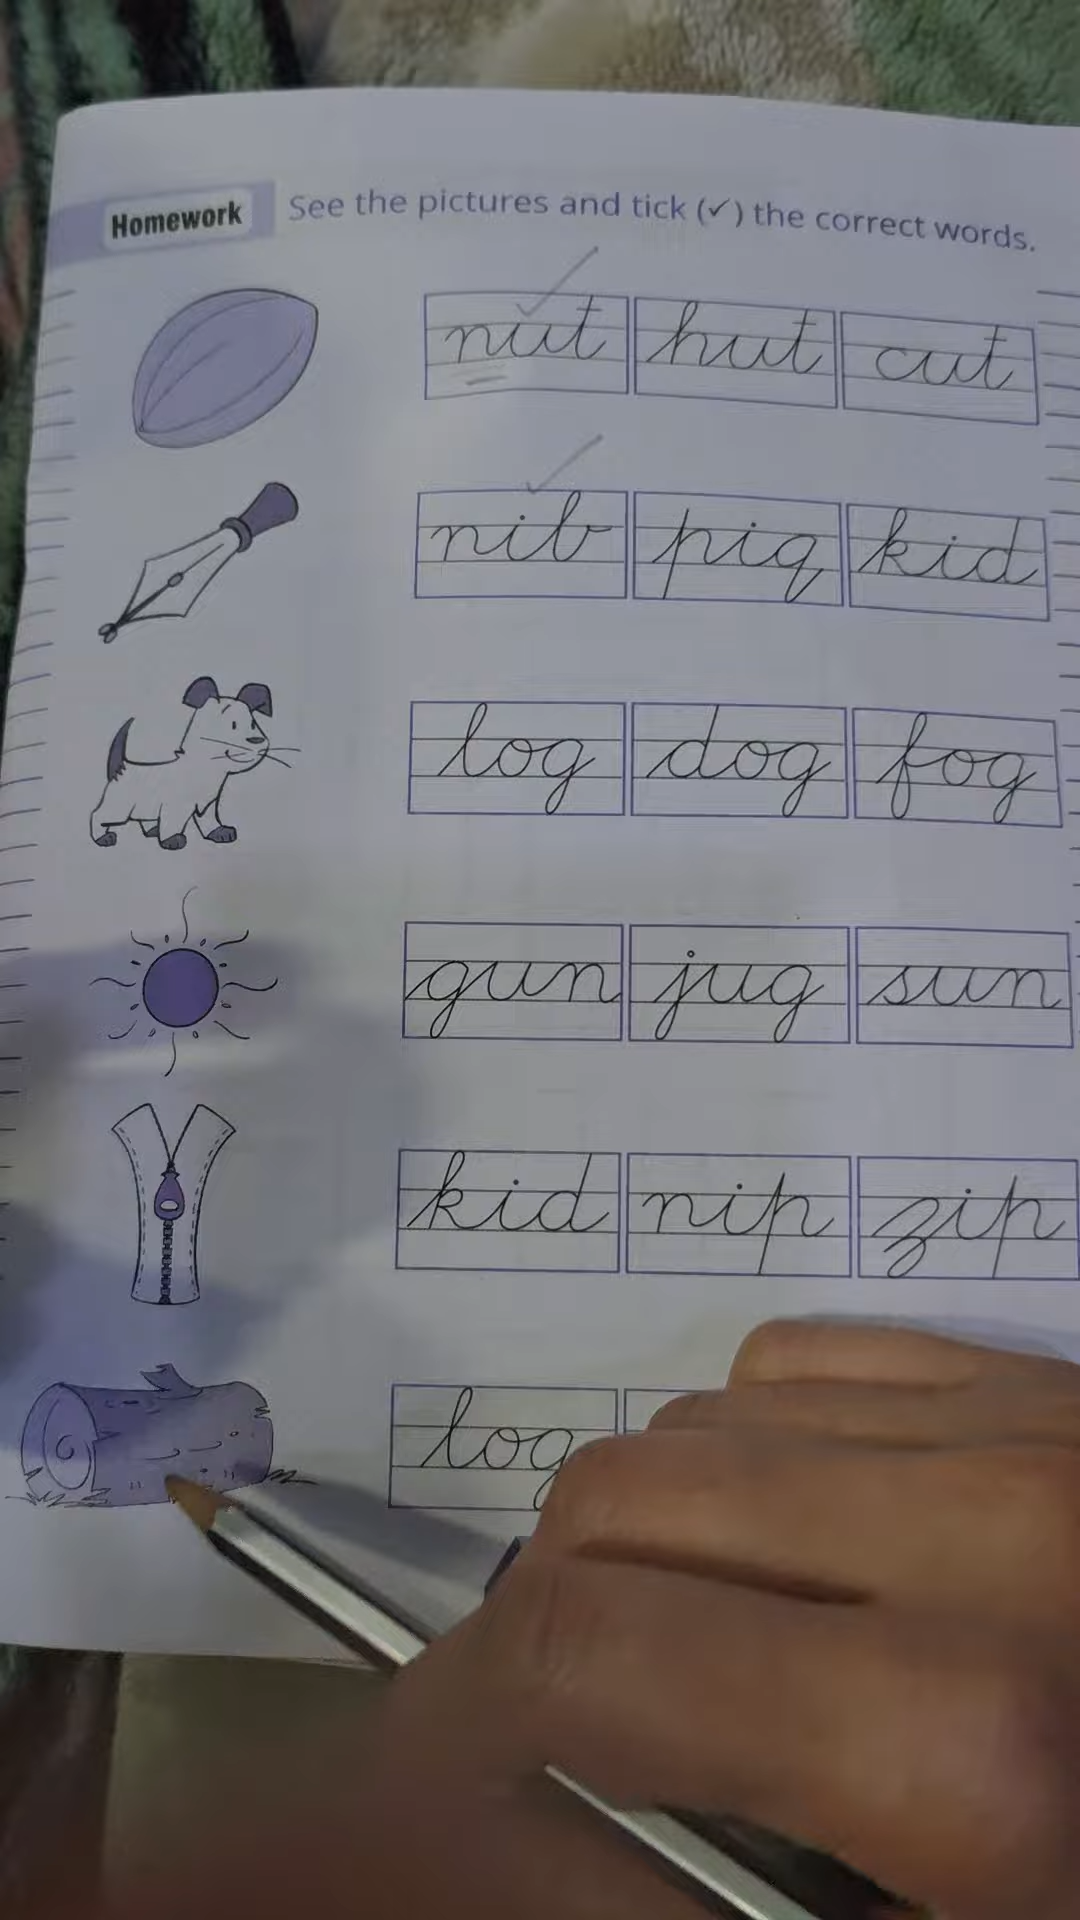 Homework See the pictures and tick (✓) the correct words.
nut hut cut
nib pig kid
log dog fog
gun jug sun
kid nip zip
log